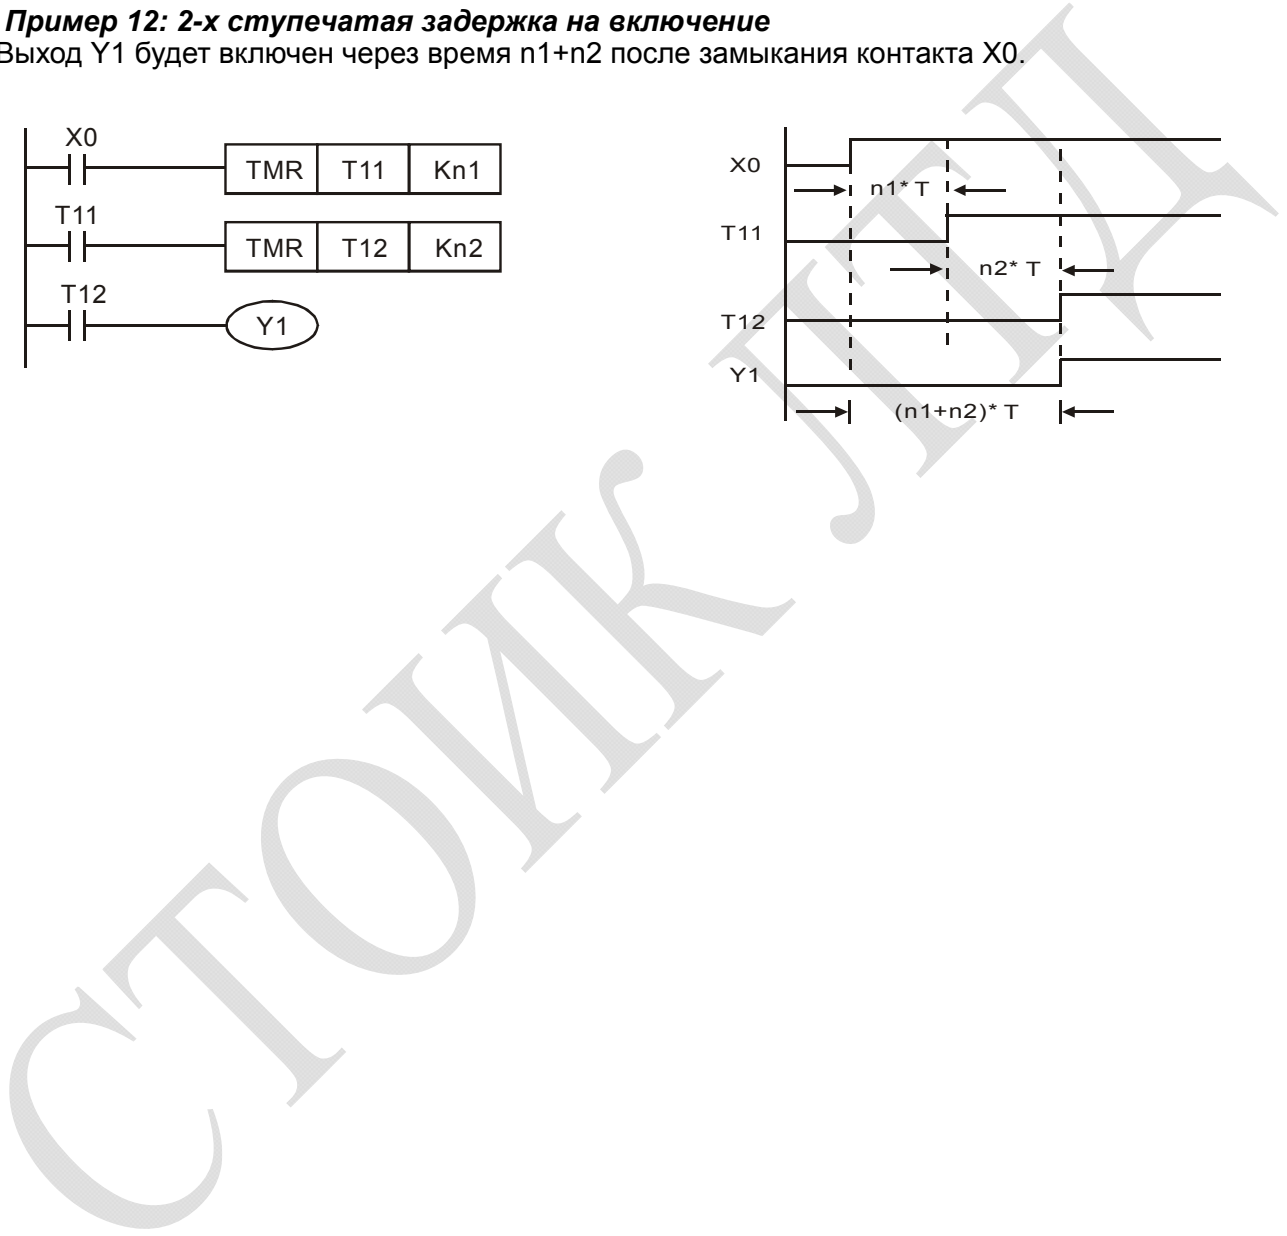 Пример 12: 2-х ступечатая задержка на включение
Выход Y1 будет включен через время n1+n2 после замыкания контакта X0.
X0
TMR T11 Kn1
T11
TMR T12 Kn2
T12
Y1
X0
n1* T
T11
n2* T
T12
Y1
(n1+n2)* T
СТОИК ЛТД